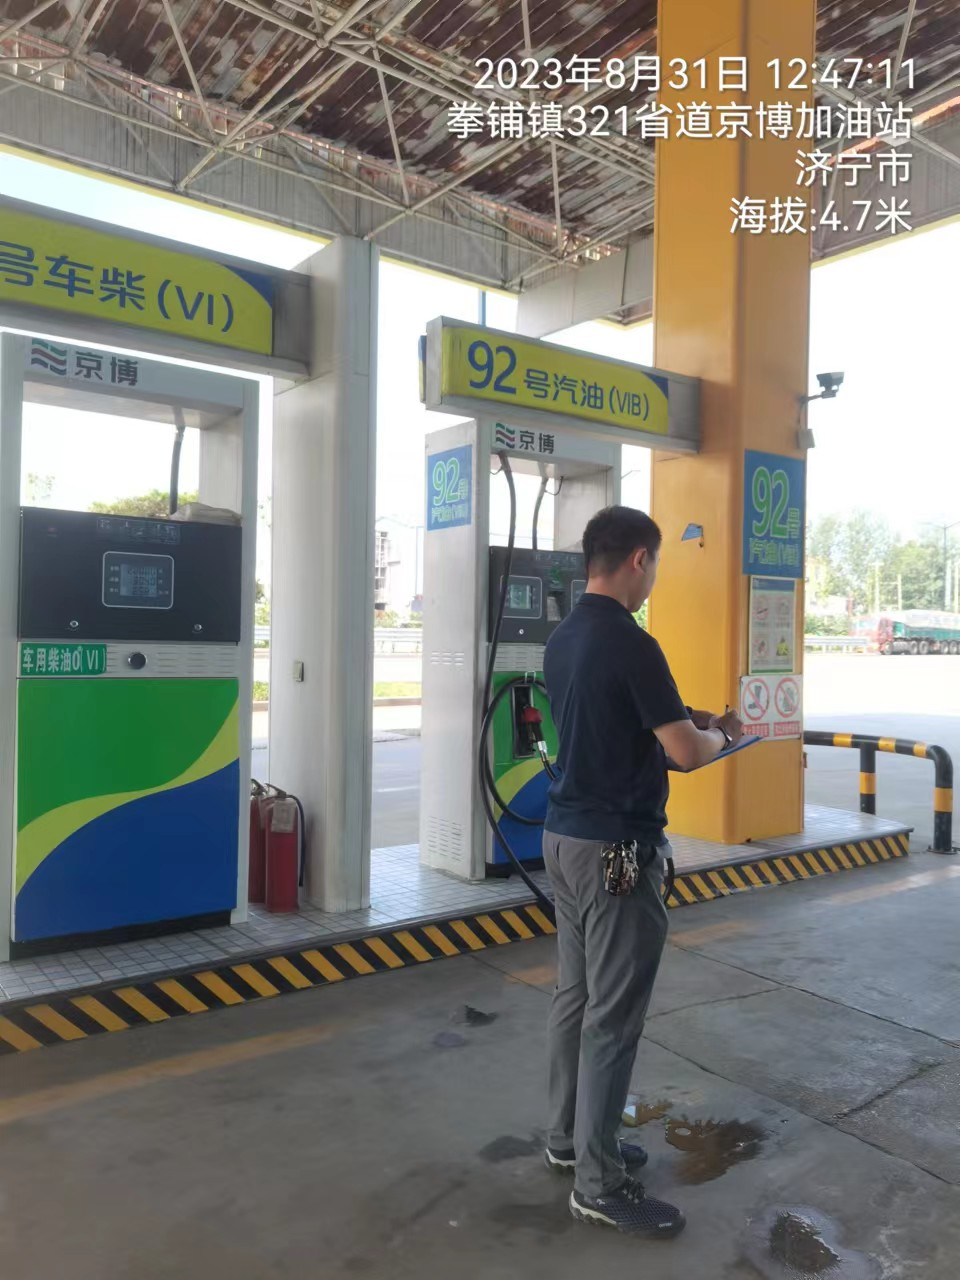 2023年8月31日 12:47:11
拳铺镇321省道京博加油站
济宁市
海拔:4.7米
号车柴(VI)
京博
92号汽油(VIB)
京博
92号
92号
车用柴油0(VI)